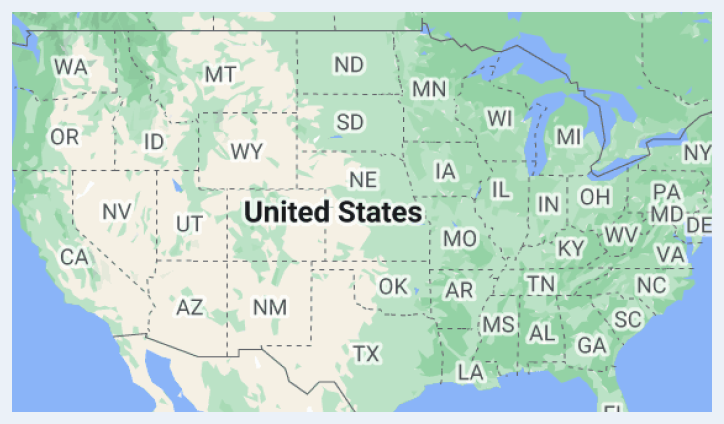 WA
MT
ND
MN
OR
ID
SD
WI
MI
WY
NY
NE
IA
IL
IN
OH
PA
NV
UT
United States
MD
DE
CA
MO
KY
WV
VA
AZ
NM
OK
AR
TN
NC
MS
AL
SC
GA
TX
LA